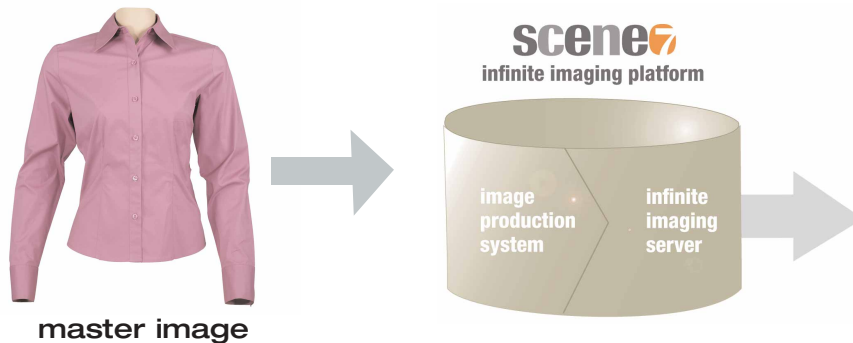 scene7
infinite imaging platform
image
production
system
infinite
imaging
server
master image